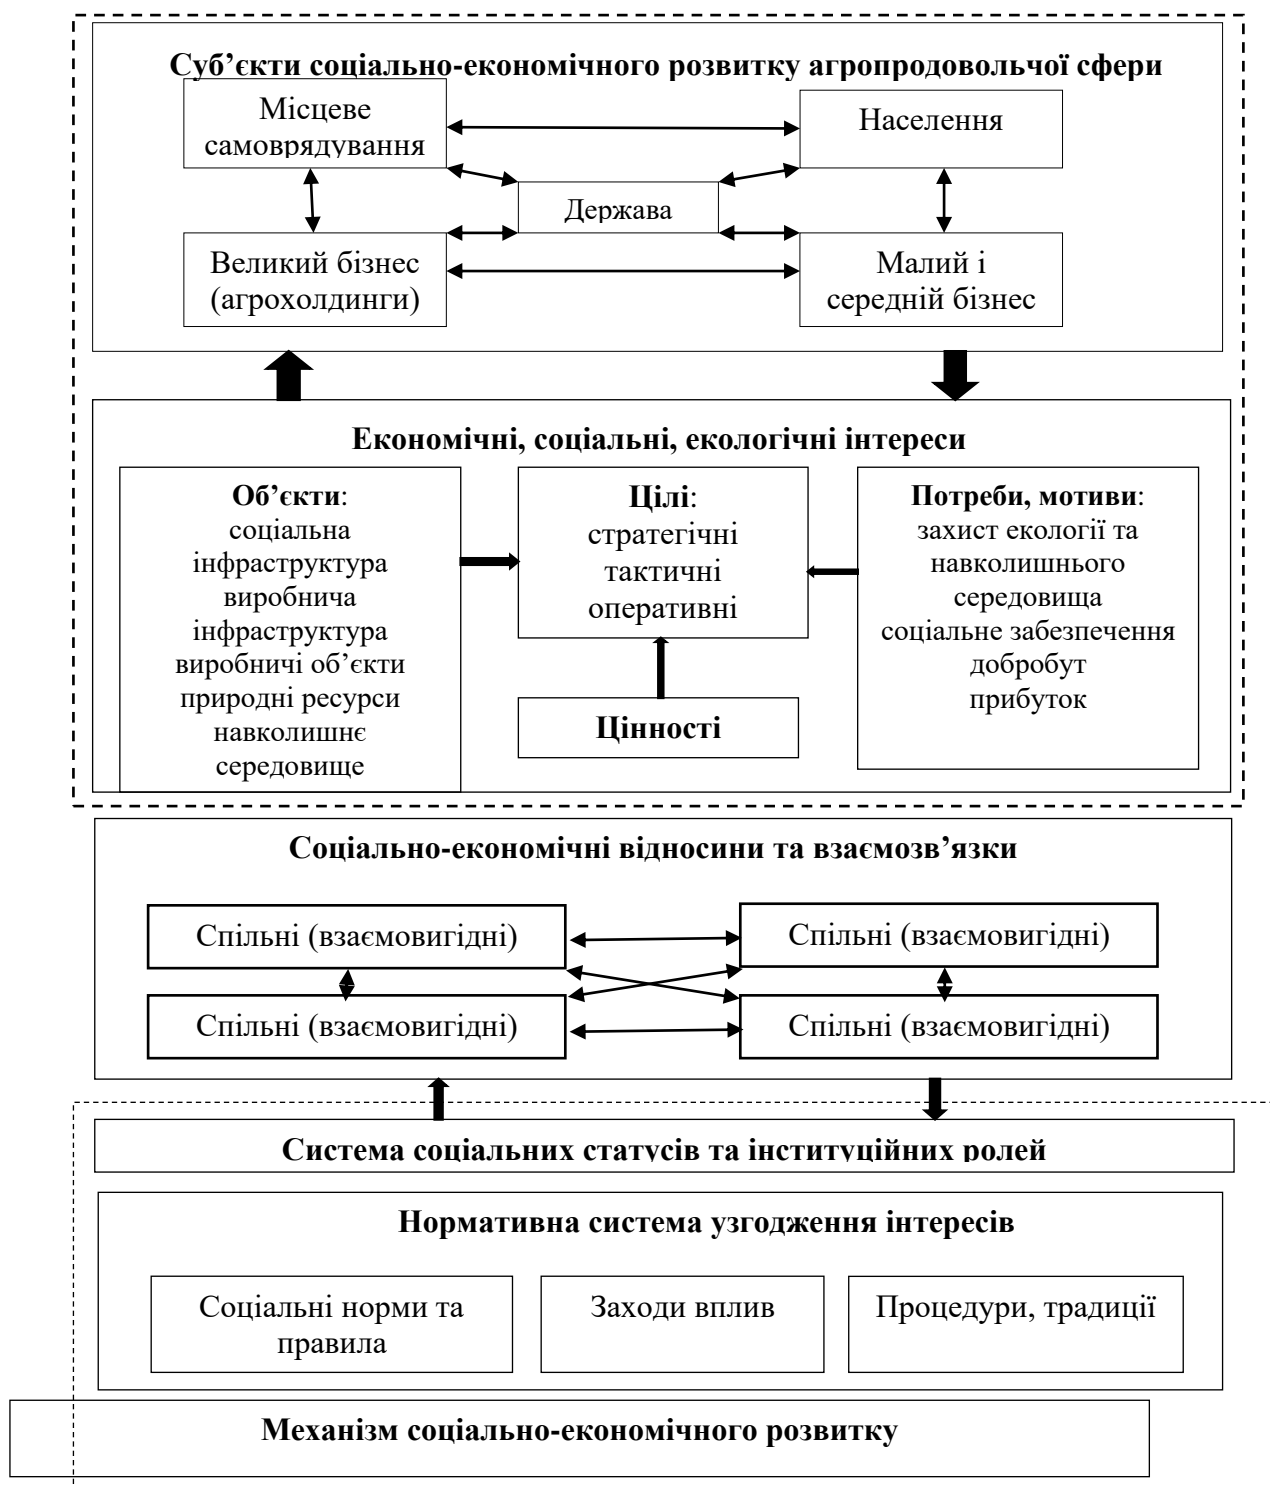 Суб’єкти соціально-економічного розвитку агропродовольчої сфери
Місцеве
самоврядування
Населення
Держава
Великий бізнес
(агрохолдинги)
Малий і
середній бізнес
Економічні, соціальні, екологічні інтереси
Об’єкти:
соціальна
інфраструктура
виробнича
інфраструктура
виробничі об’єкти
природні ресурси
навколишнє
середовище
Цілі:
стратегічні
тактичні
оперативні
Цінності
Потреби, мотиви:
захист екології та
навколишнього
середовища
соціальне забезпечення
добробут
прибуток
Соціально-економічні відносини та взаємозв’язки
Спільні (взаємовигідні)
Спільні (взаємовигідні)
Спільні (взаємовигідні)
Спільні (взаємовигідні)
Система соціальних статусів та інституційних ролей
Нормативна система узгодження інтересів
Соціальні норми та
правила
Заходи вплив
Процедури, традиції
Механізм соціально-економічного розвитку